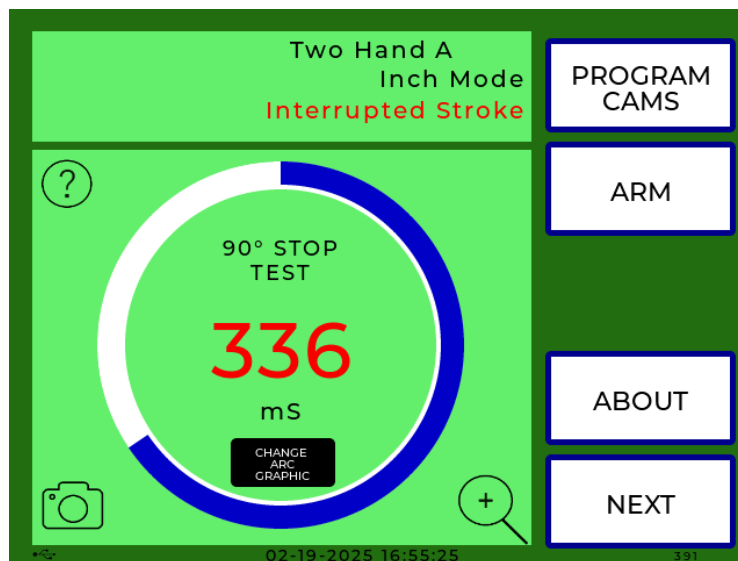 Two Hand A
Inch Mode
Interrupted Stroke
PROGRAM
CAMS
ARM
?
90° STOP
TEST
336
mS
CHANGE
ARC
GRAPHIC
+
ABOUT
NEXT
02-19-2025 16:55:25
391